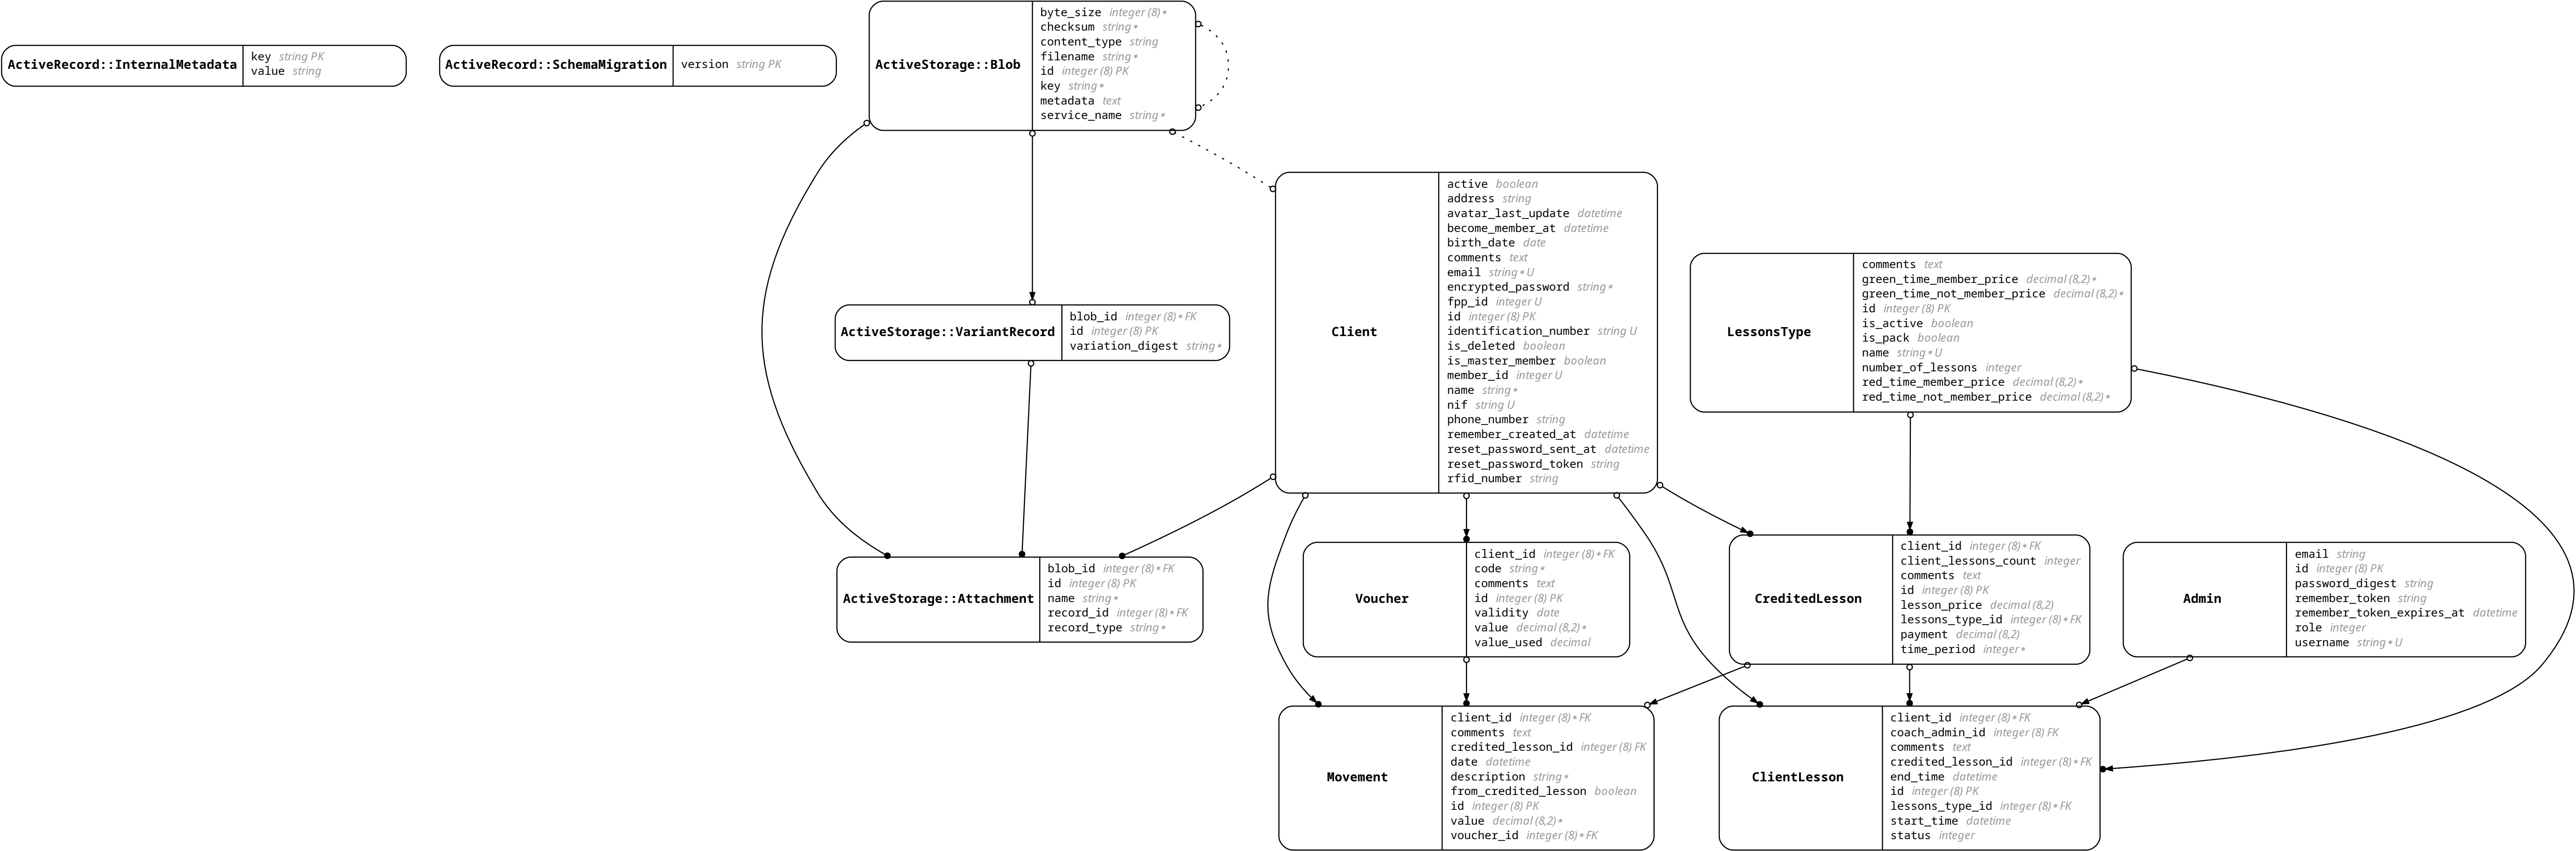 ActiveRecord::InternalMetadata
key string PK
value string
ActiveRecord::SchemaMigration
version string PK
ActiveStorage::Blob
byte_size integer (8) ∗
checksum string ∗
content_type string
filename string ∗
id integer (8) PK
key string ∗
metadata text
service_name string ∗
ActiveStorage::VariantRecord
blob_id integer (8) ∗ FK
id integer (8) PK
variation_digest string ∗
Client
active boolean
address string
avatar_last_update datetime
become_member_at datetime
birth_date date
comments text
email string ∗ U
encrypted_password string ∗
fpp_id integer U
id integer (8) PK
identification_number string U
is_deleted boolean
is_master_member boolean
member_id integer U
name string ∗
nif string U
phone_number string
remember_created_at datetime
reset_password_sent_at datetime
reset_password_token string
rfid_number string
LessonsType
comments text
green_time_member_price decimal (8,2) ∗
green_time_not_member_price decimal (8,2) ∗
id integer (8) PK
is_active boolean
is_pack boolean
name string ∗ U
number_of_lessons integer
red_time_member_price decimal (8,2) ∗
red_time_not_member_price decimal (8,2) ∗
ActiveStorage::Attachment
blob_id integer (8) ∗ FK
id integer (8) PK
name string ∗
record_id integer (8) ∗ FK
record_type string ∗
Voucher
client_id integer (8) ∗ FK
code string ∗
comments text
id integer (8) PK
validity date
value decimal (8,2) ∗
value_used decimal
CreditedLesson
client_id integer (8) ∗ FK
client_lessons_count integer
comments text
id integer (8) PK
lesson_price decimal (8,2)
lessons_type_id integer (8) ∗ FK
payment decimal (8,2)
time_period integer ∗
Admin
email string
id integer (8) PK
password_digest string
remember_token string
remember_token_expires_at datetime
role integer
username string ∗ U
Movement
client_id integer (8) ∗ FK
comments text
credited_lesson_id integer (8) FK
date datetime
description string ∗
from_credited_lesson boolean
id integer (8) PK
value decimal (8,2) ∗
voucher_id integer (8) ∗ FK
ClientLesson
client_id integer (8) ∗ FK
coach_admin_id integer (8) FK
comments text
credited_lesson_id integer (8) ∗ FK
end_time datetime
id integer (8) PK
lessons_type_id integer (8) ∗ FK
start_time datetime
status integer